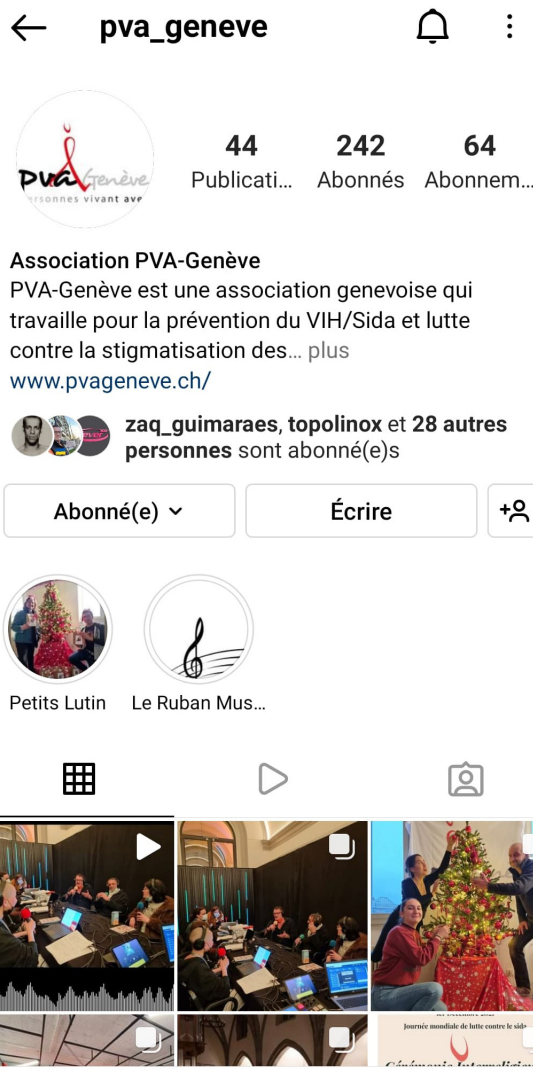 pva_geneve
44
242
64
Publicati...
Abonnés
Abonnem...
pva Genève
ersonnes vivant ave
Association PVA-Genève
PVA-Genève est une association genevoise qui
travaille pour la prévention du VIH/Sida et lutte
contre la stigmatisation des... plus
www.pvageneve.ch/
zaq_guimaraes, topolinox et 28 autres
personnes sont abonné(e)s
Abonné(e)
Écrire
Petits Lutin
Le Ruban Mus...
Journée mondiale de lutte contre le sida
Cérémonie Interreligieu